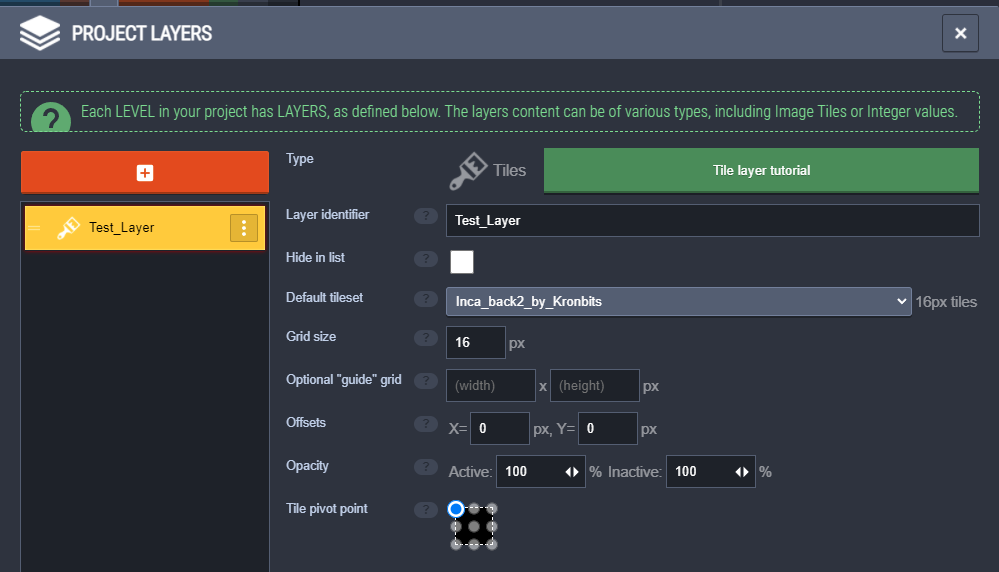 PROJECT LAYERS
×
?
Each LEVEL in your project has LAYERS, as defined below. The layers content can be of various types, including Image Tiles or Integer values.
+
Type
Tiles
Tile layer tutorial
Test_Layer
Layer identifier ? Test_Layer
Hide in list ?
Default tileset ? Inca_back2_by_Kronbits 16px tiles
Grid size ? 16 px
Optional "guide" grid ? (width) x (height) px
Offsets ? X= 0 px, Y= 0 px
Opacity ? Active: 100 % Inactive: 100 %
Tile pivot point ?